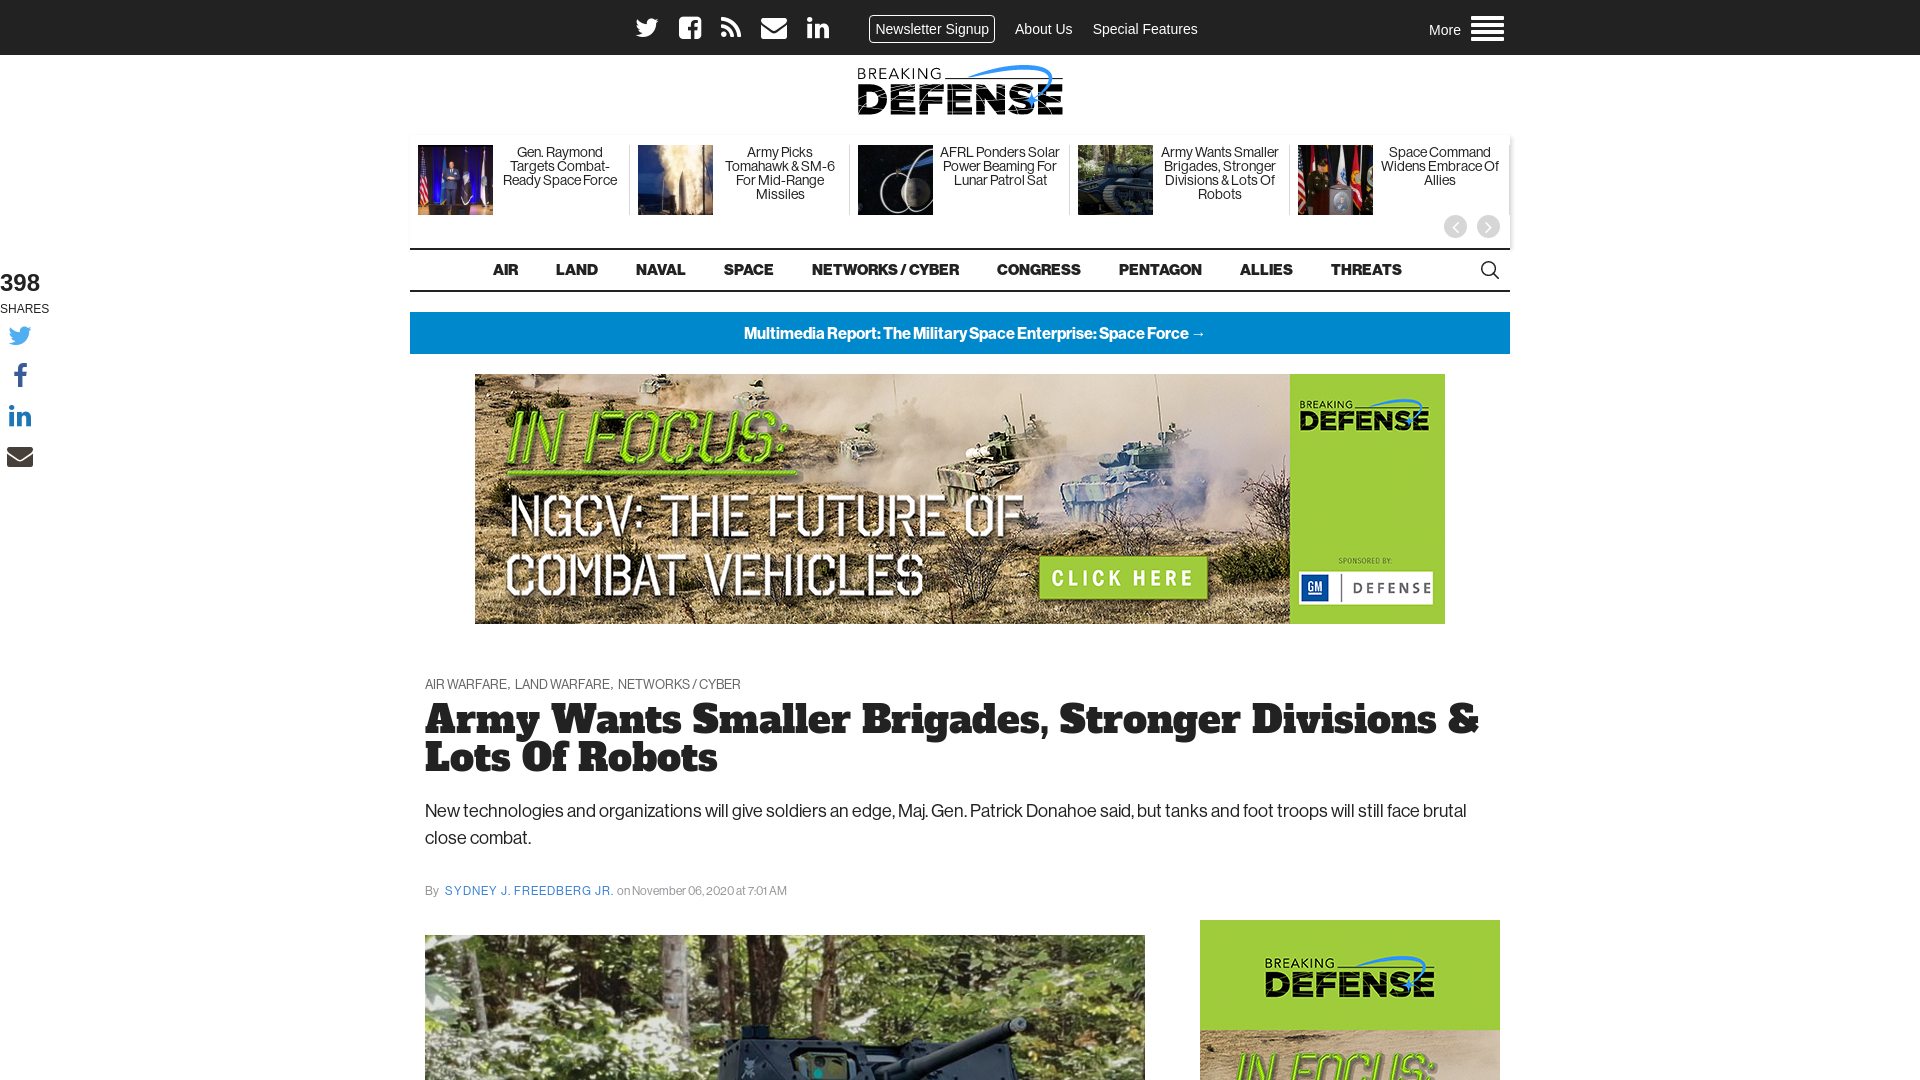 Newsletter Signup
About Us
Special Features
More
BREAKING
DEFENSE
Gen. Raymond
Targets Combat-
Ready Space Force
Army Picks
Tomahawk & SM-6
For Mid-Range
Missiles
AFRL Ponders Solar
Power Beaming For
Lunar Patrol Sat
Army Wants Smaller
Brigades, Stronger
Divisions & Lots Of
Robots
Space Command
Widens Embrace Of
Allies
AIR
LAND
NAVAL
SPACE
NETWORKS / CYBER
CONGRESS
PENTAGON
ALLIES
THREATS
398
SHARES
Multimedia Report: The Military Space Enterprise: Space Force →
IN FOCUS:
NGCV: THE FUTURE OF
COMBAT VEHICLES
CLICK HERE
BREAKING
DEFENSE
SPONSORED BY:
GM
DEFENSE
AIR WARFARE, LAND WARFARE, NETWORKS / CYBER
Army Wants Smaller Brigades, Stronger Divisions &
Lots Of Robots
New technologies and organizations will give soldiers an edge, Maj. Gen. Patrick Donahoe said, but tanks and foot troops will still face brutal
close combat.
By SYDNEY J. FREEDBERG JR. on November 06, 2020 at 7:01 AM
BREAKING
DEFENSE
IN FOCUS: